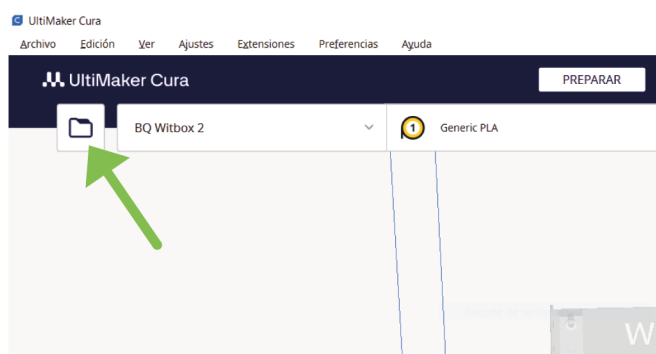 UltiMaker Cura
Archivo Edición Ver Ajustes Extensiones Preferencias Ayuda
UltiMaker Cura PREPARAR
BQ Witbox 2 1 Generic PLA
W